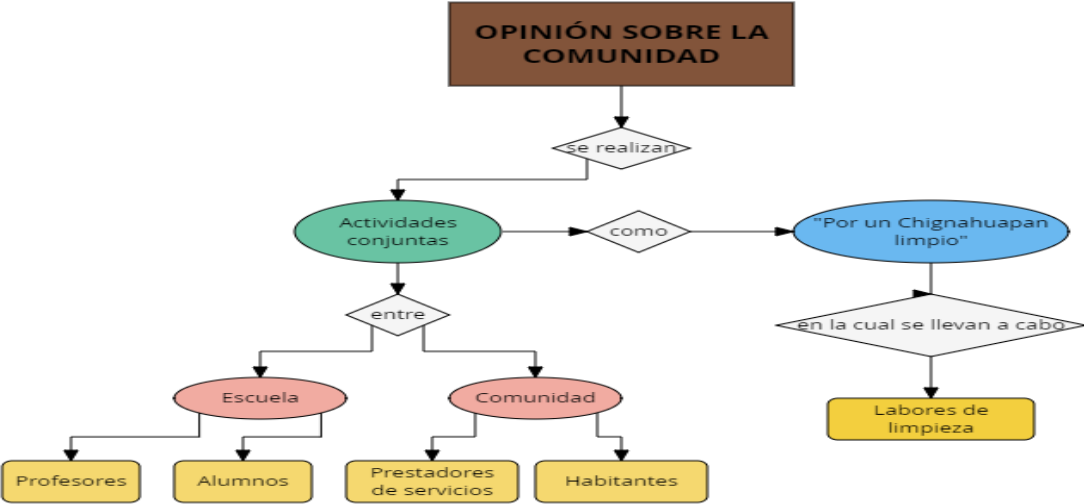 OPINIÓN SOBRE LA
COMUNIDAD
se realizan
Actividades
conjuntas
como
"Por un Chignahuapan
limpio"
entre
en la cual se llevan a cabo
Escuela
Comunidad
Labores de
limpieza
Profesores
Alumnos
Prestadores
de servicios
Habitantes